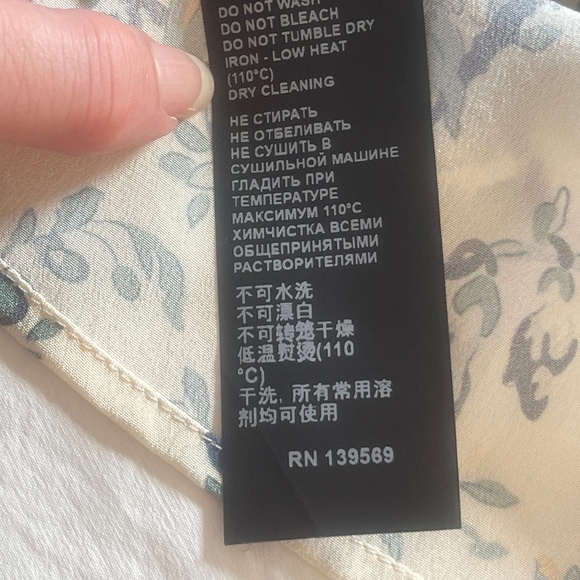 DO NOT WASH
DO NOT BLEACH
DO NOT TUMBLE DRY
IRON - LOW HEAT
(110°C)
DRY CLEANING
НЕ СТИРАТЬ
НЕ ОТБЕЛИВАТЬ
НЕ СУШИТЬ В
СУШИЛЬНОЙ МАШИНЕ
ГЛАДИТЬ ПРИ
ТЕМПЕРАТУРЕ
МАКСИМУМ 110°C
ХИМЧИСТКА ВСЕМИ
ОБЩЕПРИНЯТЫМИ
РАСТВОРИТЕЛЯМИ
不可水洗
不可漂白
不可转笼干燥
低温熨烫(110
°C)
干洗, 所有常用溶
剂均可使用
RN 139569